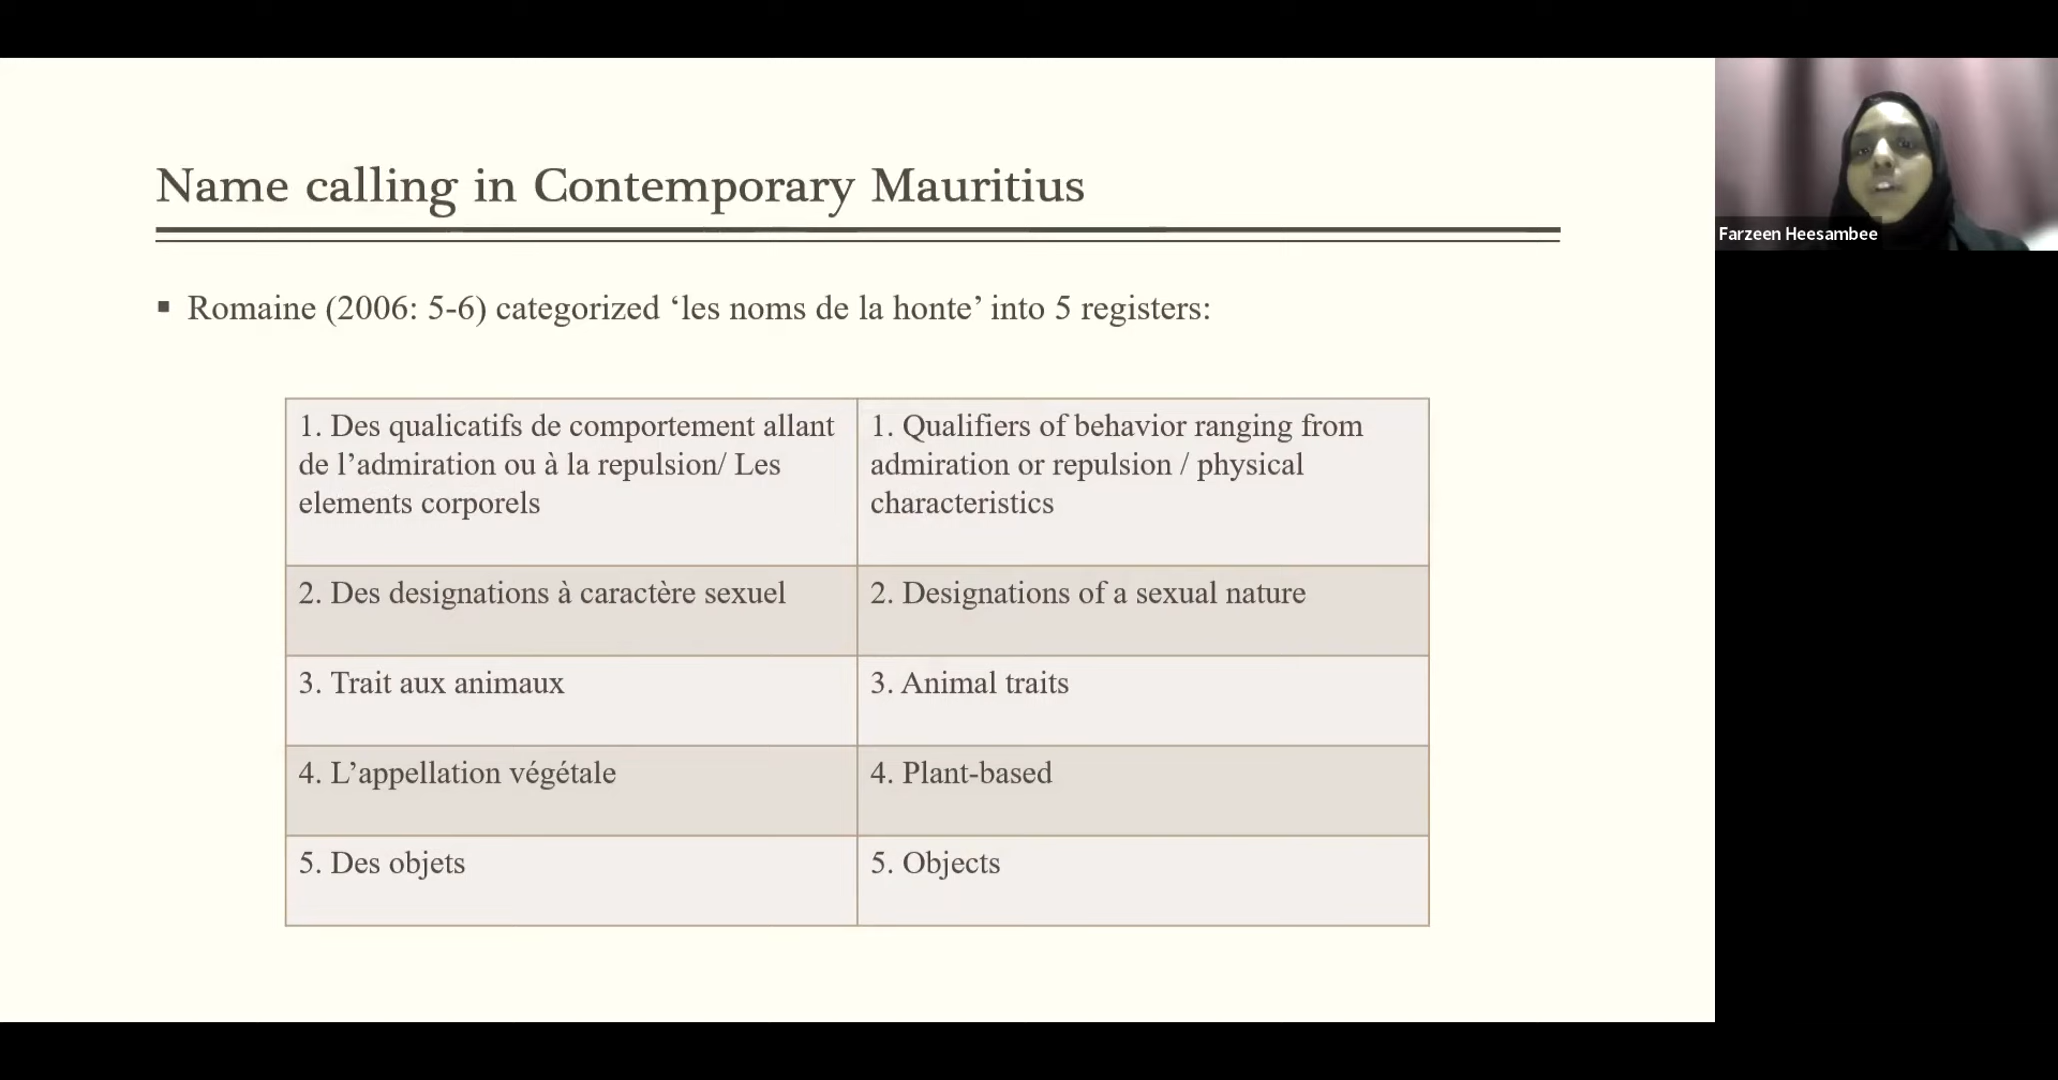 Name calling in Contemporary Mauritius
▪ Romaine (2006: 5-6) categorized ‘les noms de la honte’ into 5 registers:
1. Des qualicatifs de comportement allant
de l’admiration ou à la repulsion/ Les
elements corporels
1. Qualifiers of behavior ranging from
admiration or repulsion / physical
characteristics
2. Des designations à caractère sexuel
2. Designations of a sexual nature
3. Trait aux animaux
3. Animal traits
4. L’appellation végétale
4. Plant-based
5. Des objets
5. Objects
Farzeen Heesambee